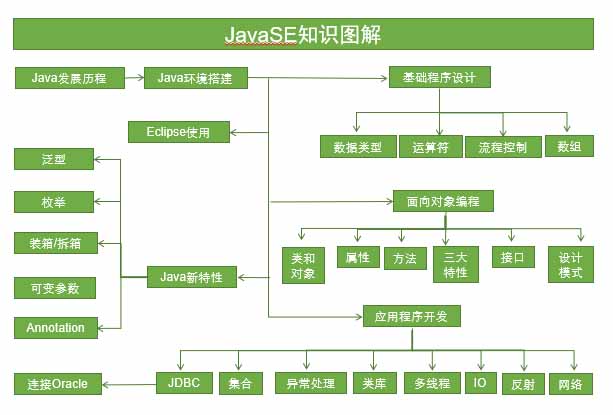 JavaSE知识图解
Java发展历程
Java环境搭建
基础程序设计
Eclipse使用
数据类型
运算符
流程控制
数组
泛型
枚举
面向对象编程
装箱/拆箱
类和
对象
属性
方法
三大
特性
接口
设计
模式
Java新特性
可变参数
Annotation
应用程序开发
连接Oracle
JDBC
集合
异常处理
类库
多线程
IO
反射
网络